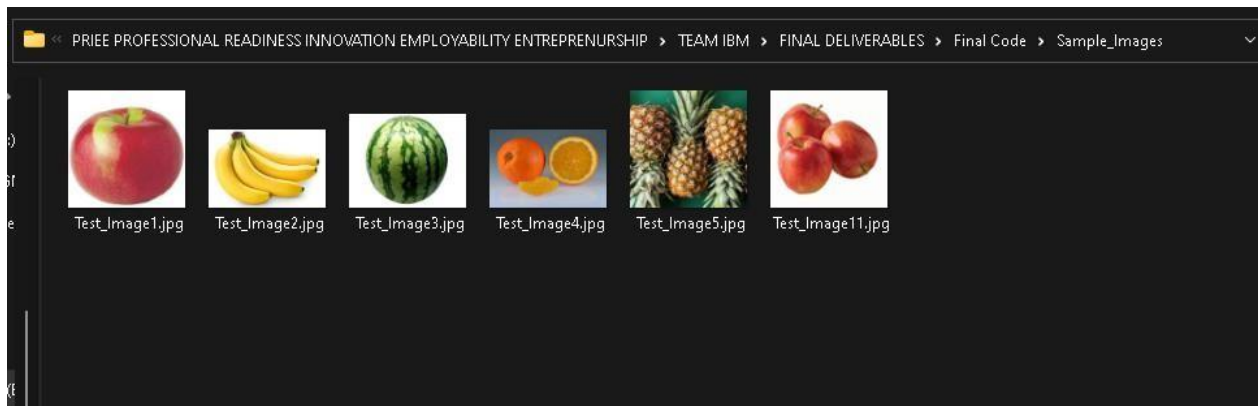 « PRIEE PROFESSIONAL READINESS INNOVATION EMPLOYABILITY ENTREPRENURSHIP > TEAM IBM > FINAL DELIVERABLES > Final Code > Sample_Images
Test_Image1.jpg Test_Image2.jpg Test_Image3.jpg Test_Image4.jpg Test_Image5.jpg Test_Image11.jpg